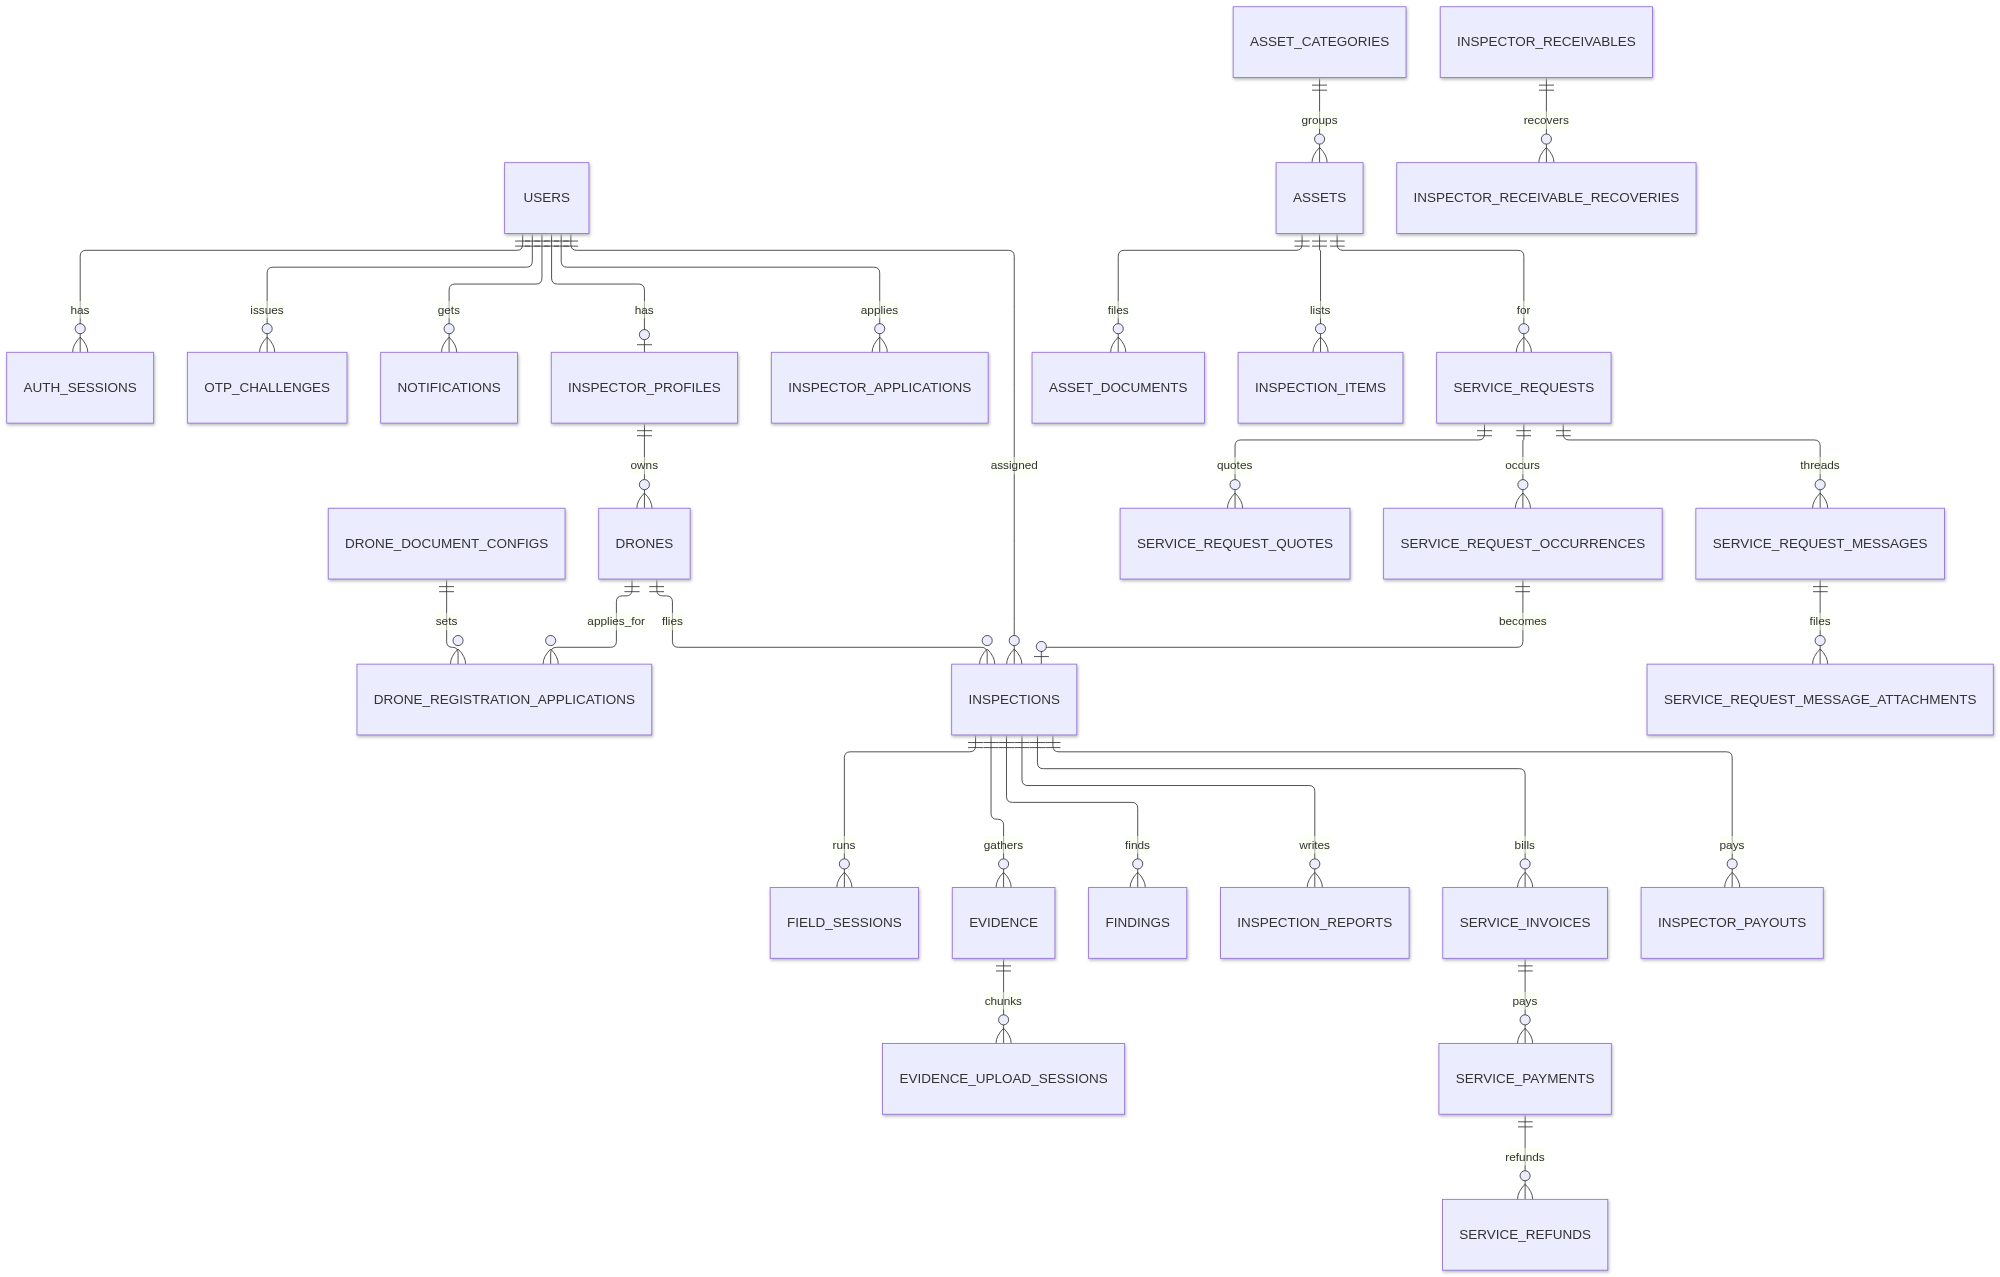 ASSET_CATEGORIES
INSPECTOR_RECEIVABLES
groups
recovers
USERS
ASSETS
INSPECTOR_RECEIVABLE_RECOVERIES
has
issues
gets
has
applies
files
lists
for
AUTH_SESSIONS
OTP_CHALLENGES
NOTIFICATIONS
INSPECTOR_PROFILES
INSPECTOR_APPLICATIONS
ASSET_DOCUMENTS
INSPECTION_ITEMS
SERVICE_REQUESTS
owns
assigned
quotes
occurs
threads
DRONE_DOCUMENT_CONFIGS
DRONES
SERVICE_REQUEST_QUOTES
SERVICE_REQUEST_OCCURRENCES
SERVICE_REQUEST_MESSAGES
sets
applies_for
flies
becomes
files
DRONE_REGISTRATION_APPLICATIONS
INSPECTIONS
SERVICE_REQUEST_MESSAGE_ATTACHMENTS
runs
gathers
finds
writes
bills
pays
FIELD_SESSIONS
EVIDENCE
FINDINGS
INSPECTION_REPORTS
SERVICE_INVOICES
INSPECTOR_PAYOUTS
chunks
pays
EVIDENCE_UPLOAD_SESSIONS
SERVICE_PAYMENTS
refunds
SERVICE_REFUNDS